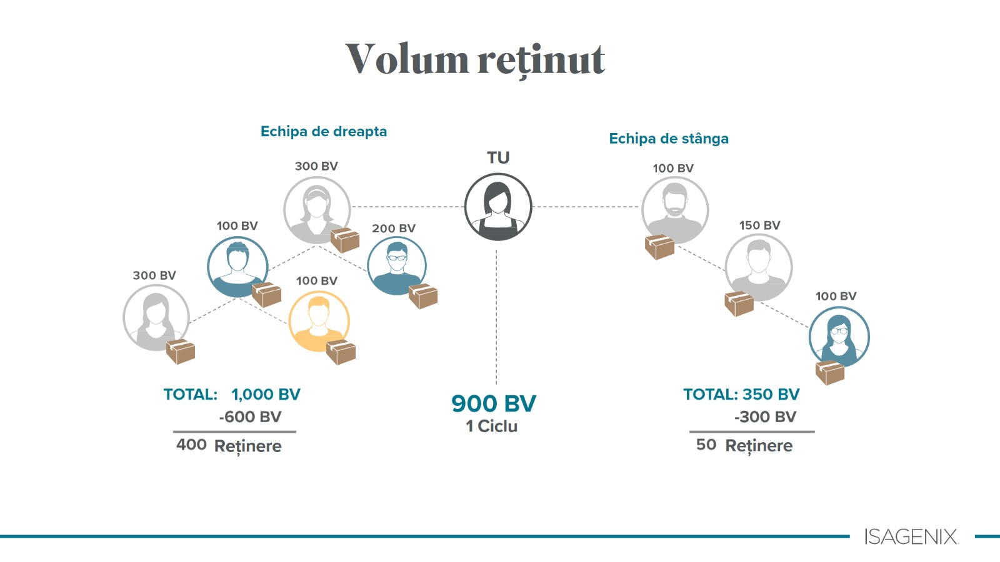 Volum reținut
Echipa de dreapta
Echipa de stânga
TU
300 BV
100 BV
100 BV
200 BV
150 BV
300 BV
100 BV
100 BV
TOTAL: 1,000 BV
-600 BV
400 Reținere
900 BV
1 Ciclu
TOTAL: 350 BV
-300 BV
50 Reținere
ISAGENIX